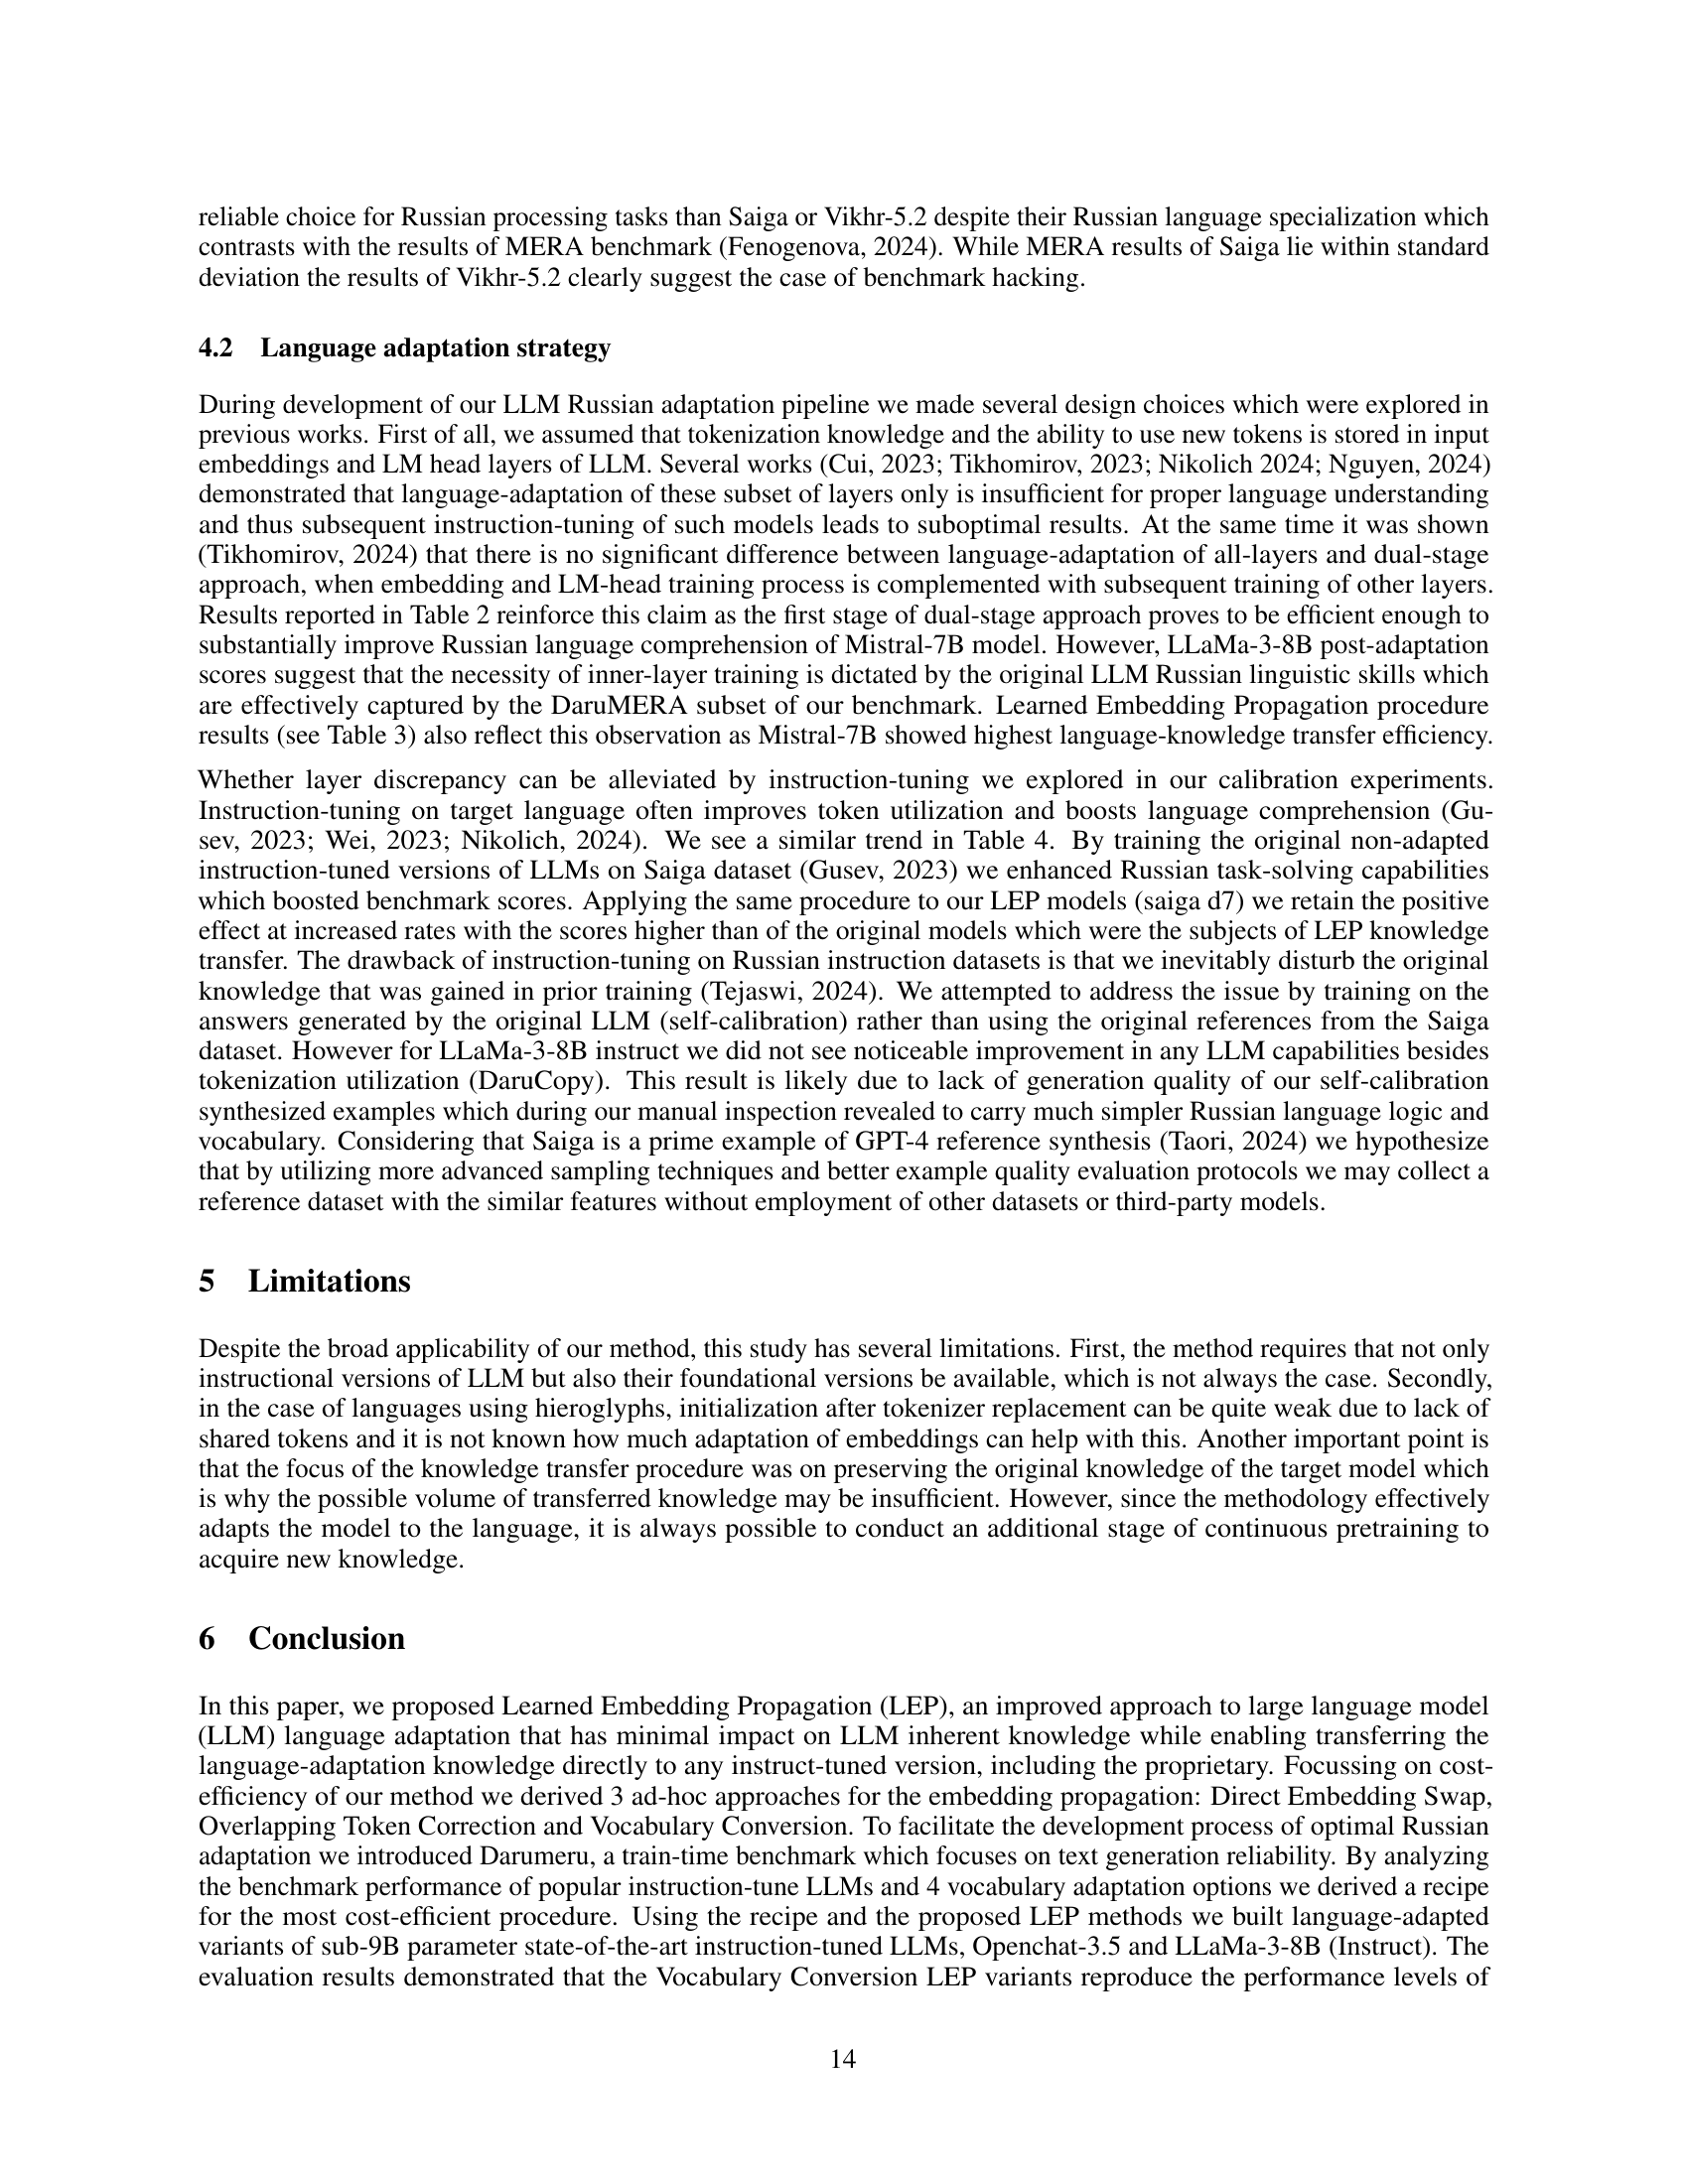 reliable choice for Russian processing tasks than Saiga or Vikhr-5.2 despite their Russian language specialization which
contrasts with the results of MERA benchmark (Fenogenova, 2024). While MERA results of Saiga lie within standard
deviation the results of Vikhr-5.2 clearly suggest the case of benchmark hacking.
4.2 Language adaptation strategy
During development of our LLM Russian adaptation pipeline we made several design choices which were explored in
previous works. First of all, we assumed that tokenization knowledge and the ability to use new tokens is stored in input
embeddings and LM head layers of LLM. Several works (Cui, 2023; Tikhomirov, 2023; Nikolich 2024; Nguyen, 2024)
demonstrated that language-adaptation of these subset of layers only is insufficient for proper language understanding
and thus subsequent instruction-tuning of such models leads to suboptimal results. At the same time it was shown
(Tikhomirov, 2024) that there is no significant difference between language-adaptation of all-layers and dual-stage
approach, when embedding and LM-head training process is complemented with subsequent training of other layers.
Results reported in Table 2 reinforce this claim as the first stage of dual-stage approach proves to be efficient enough to
substantially improve Russian language comprehension of Mistral-7B model. However, LLaMa-3-8B post-adaptation
scores suggest that the necessity of inner-layer training is dictated by the original LLM Russian linguistic skills which
are effectively captured by the DaruMERA subset of our benchmark. Learned Embedding Propagation procedure
results (see Table 3) also reflect this observation as Mistral-7B showed highest language-knowledge transfer efficiency.
Whether layer discrepancy can be alleviated by instruction-tuning we explored in our calibration experiments.
Instruction-tuning on target language often improves token utilization and boosts language comprehension (Gu-
sev, 2023; Wei, 2023; Nikolich, 2024). We see a similar trend in Table 4. By training the original non-adapted
instruction-tuned versions of LLMs on Saiga dataset (Gusev, 2023) we enhanced Russian task-solving capabilities
which boosted benchmark scores. Applying the same procedure to our LEP models (saiga d7) we retain the positive
effect at increased rates with the scores higher than of the original models which were the subjects of LEP knowledge
transfer. The drawback of instruction-tuning on Russian instruction datasets is that we inevitably disturb the original
knowledge that was gained in prior training (Tejaswi, 2024). We attempted to address the issue by training on the
answers generated by the original LLM (self-calibration) rather than using the original references from the Saiga
dataset. However for LLaMa-3-8B instruct we did not see noticeable improvement in any LLM capabilities besides
tokenization utilization (DaruCopy). This result is likely due to lack of generation quality of our self-calibration
synthesized examples which during our manual inspection revealed to carry much simpler Russian language logic and
vocabulary. Considering that Saiga is a prime example of GPT-4 reference synthesis (Taori, 2024) we hypothesize
that by utilizing more advanced sampling techniques and better example quality evaluation protocols we may collect a
reference dataset with the similar features without employment of other datasets or third-party models.
5 Limitations
Despite the broad applicability of our method, this study has several limitations. First, the method requires that not only
instructional versions of LLM but also their foundational versions be available, which is not always the case. Secondly,
in the case of languages using hieroglyphs, initialization after tokenizer replacement can be quite weak due to lack of
shared tokens and it is not known how much adaptation of embeddings can help with this. Another important point is
that the focus of the knowledge transfer procedure was on preserving the original knowledge of the target model which
is why the possible volume of transferred knowledge may be insufficient. However, since the methodology effectively
adapts the model to the language, it is always possible to conduct an additional stage of continuous pretraining to
acquire new knowledge.
6 Conclusion
In this paper, we proposed Learned Embedding Propagation (LEP), an improved approach to large language model
(LLM) language adaptation that has minimal impact on LLM inherent knowledge while enabling transferring the
language-adaptation knowledge directly to any instruct-tuned version, including the proprietary. Focussing on cost-
efficiency of our method we derived 3 ad-hoc approaches for the embedding propagation: Direct Embedding Swap,
Overlapping Token Correction and Vocabulary Conversion. To facilitate the development process of optimal Russian
adaptation we introduced Darumeru, a train-time benchmark which focuses on text generation reliability. By analyzing
the benchmark performance of popular instruction-tune LLMs and 4 vocabulary adaptation options we derived a recipe
for the most cost-efficient procedure. Using the recipe and the proposed LEP methods we built language-adapted
variants of sub-9B parameter state-of-the-art instruction-tuned LLMs, Openchat-3.5 and LLaMa-3-8B (Instruct). The
evaluation results demonstrated that the Vocabulary Conversion LEP variants reproduce the performance levels of
14